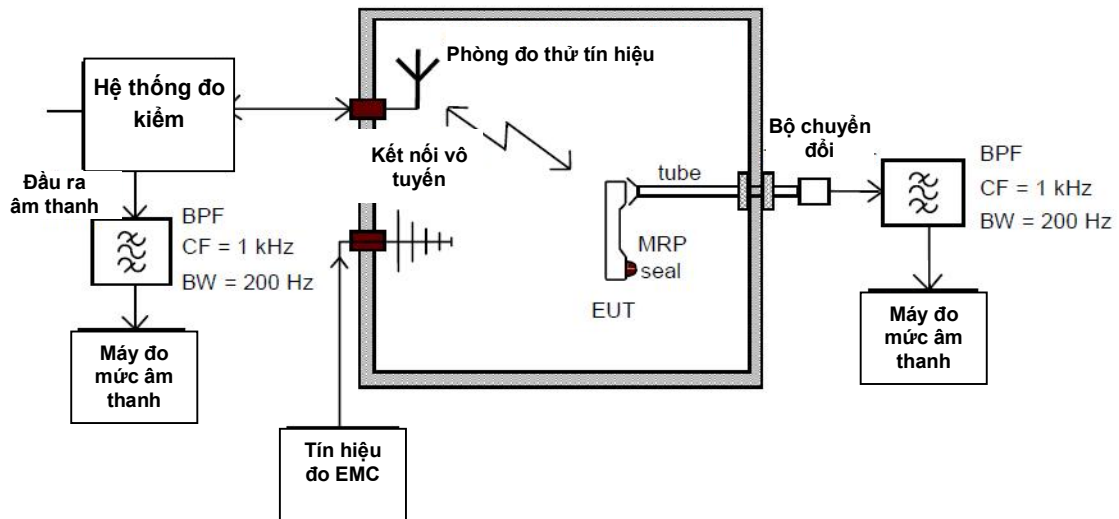 Phòng đo thử tín hiệu
Hệ thống đo
kiểm
Kết nối vô
tuyến
Bộ chuyển
đổi
BPF
CF = 1 kHz
BW = 200 Hz
tube
Đầu ra
âm thanh
BPF
CF = 1 kHz
BW = 200 Hz
MRP
seal
EUT
Máy đo
mức âm
thanh
Máy đo
mức âm
thanh
Tín hiệu
đo EMC